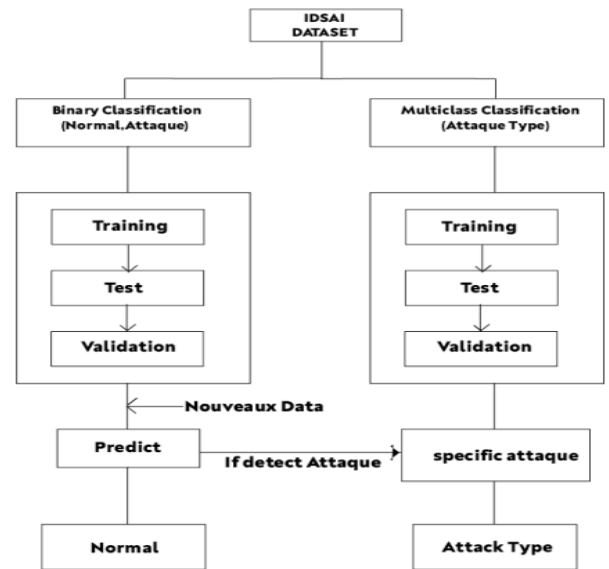 IDSAI
DATASET
Binary Classification
(Normal,Attaque)
Training
Test
Validation
Nouveaux Data
Predict
If detect Attaque
Normal
Multiclass Classification
(Attaque Type)
Training
Test
Validation
specific attaque
Attack Type